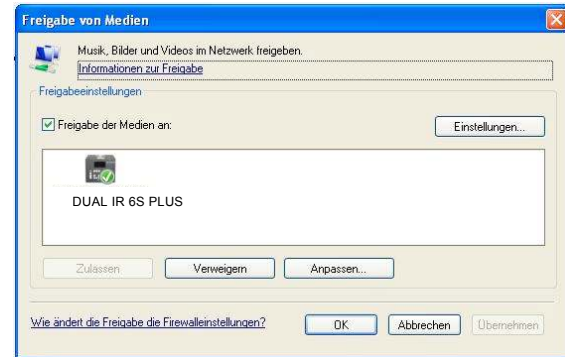 Freigabe von Medien
Musik, Bilder und Videos im Netzwerk freigeben.
Informationen zur Freigabe
Freigabeeinstellungen
Freigabe der Medien an:
Einstellungen...
DUAL IR 6S PLUS
Zulassen
Verweigern
Anpassen...
Wie ändert die Freigabe die Firewalleinstellungen?
OK
Abbrechen
Übernehmen